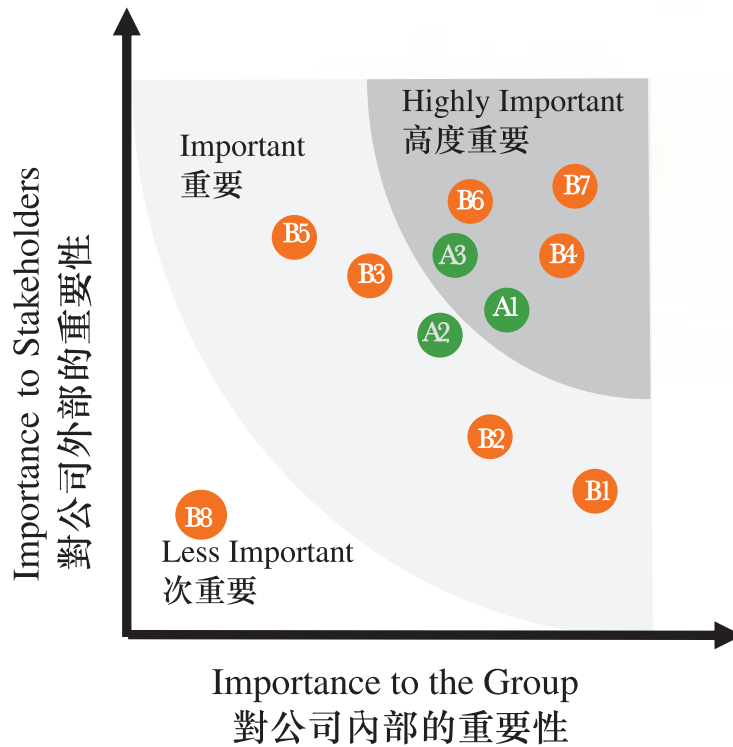 Highly Important
高度重要
Important
重要
B7
B6
B5
A3
B4
B3
A1
A2
B2
B1
B8
Less Important
次重要
Importance to Stakeholders
對公司外部的重要性
Importance to the Group
對公司內部的重要性